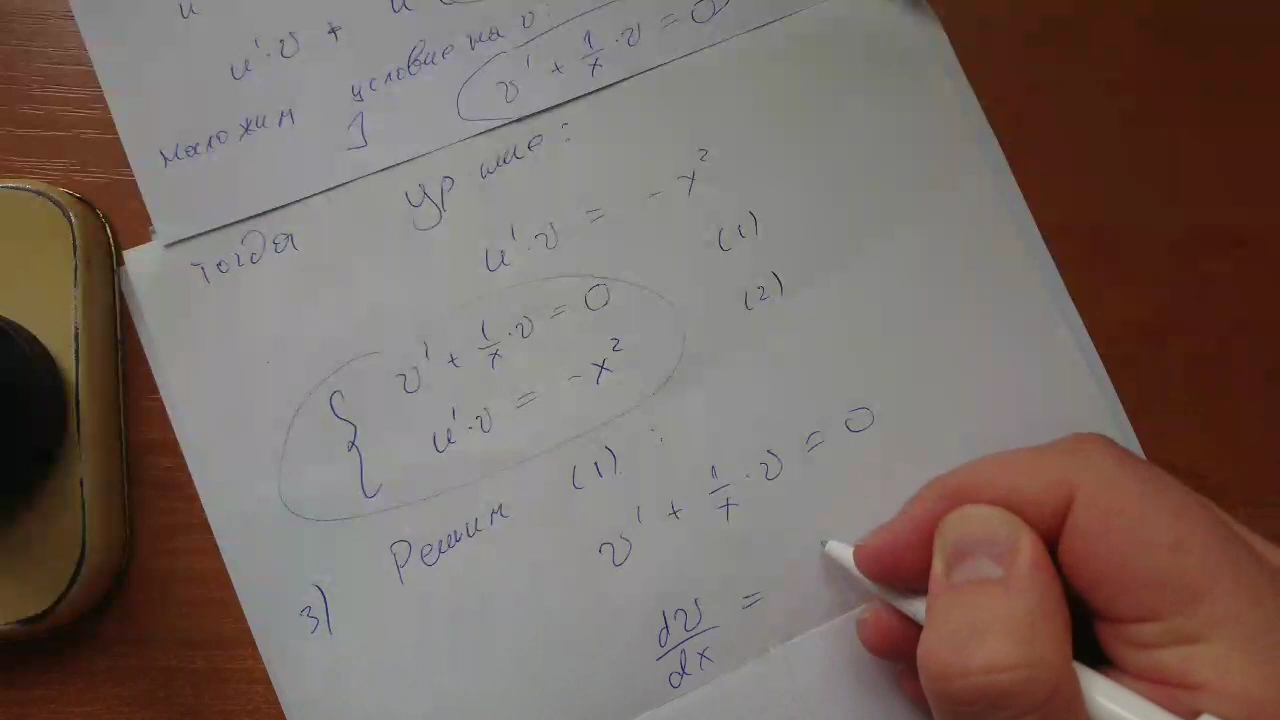 u
u
u'·v +
наложим условие на v:
] v' + 1/x · v = 0
тогда ур-ние:
u'·v = -x²
{ v' + 1/x · v = 0 (1)
u'·v = -x² (2)
3) Решим (1):
v' + 1/x · v = 0
dv/dx =